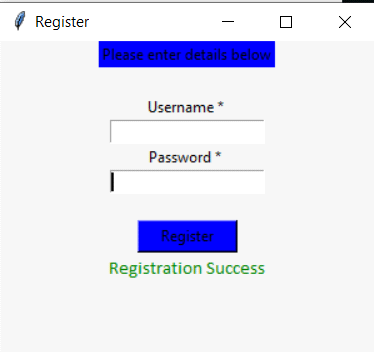 Register
Please enter details below
Username *
Password *
Register
Registration Success